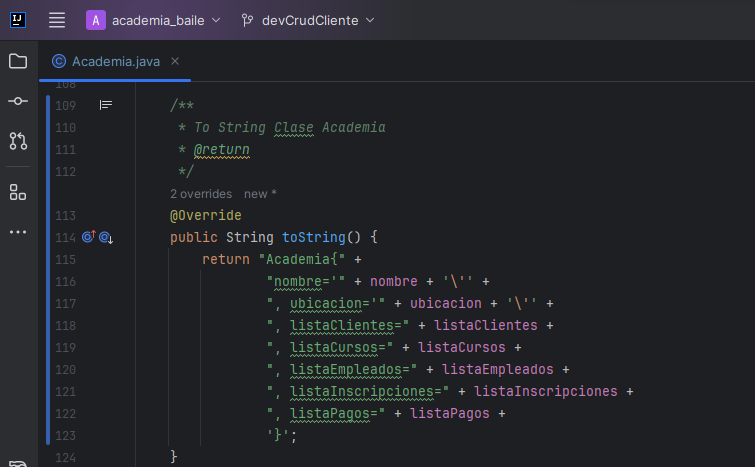 IJ
A academia_baile devCrudCliente
Academia.java
108
109 /**
110 * To String Clase Academia
111 * @return
112 */
2 overrides new *
113 @Override
114 public String toString() {
115 return "Academia{" +
116 "nombre='" + nombre + '\'' +
117 ", ubicacion='" + ubicacion + '\'' +
118 ", listaClientes=" + listaClientes +
119 ", listaCursos=" + listaCursos +
120 ", listaEmpleados=" + listaEmpleados +
121 ", listaInscripciones=" + listaInscripciones +
122 ", listaPagos=" + listaPagos +
123 '}';
124 }